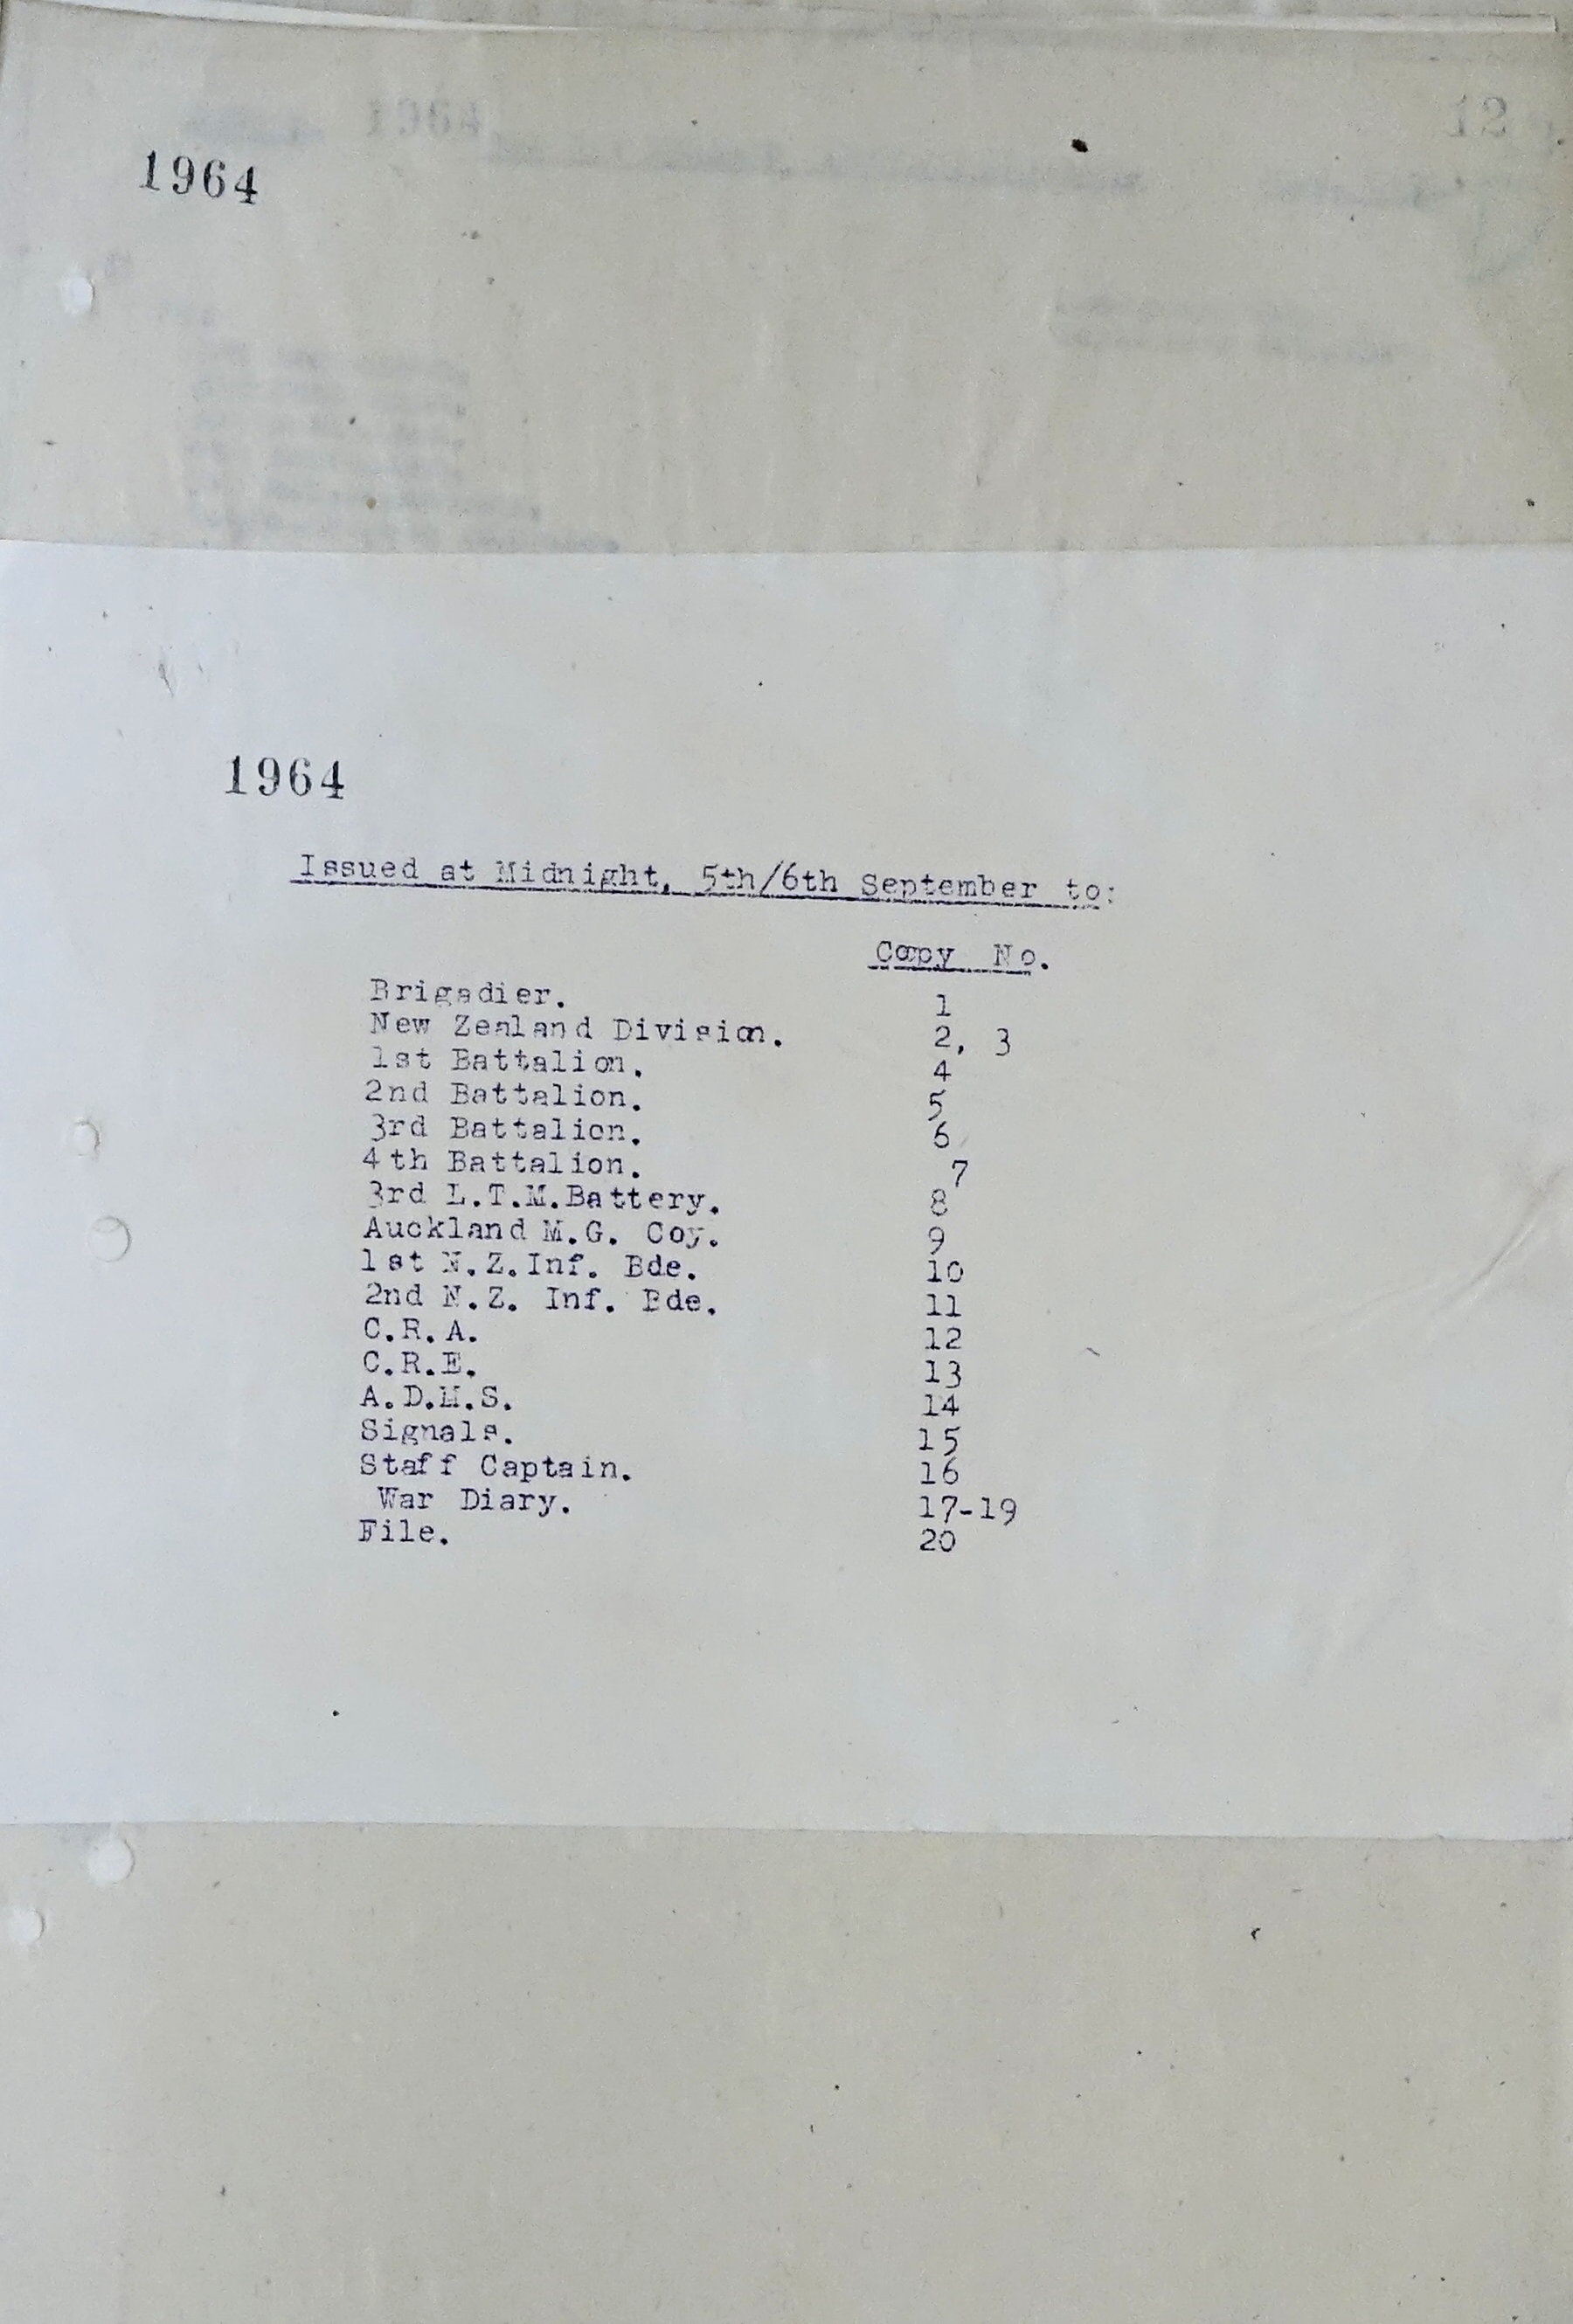 1964
12
1964
1964
Issued at Midnight, 5th/6th September to:
Copy No.
Brigadier. 1
New Zealand Division. 2, 3
1st Battalion. 4
2nd Battalion. 5
3rd Battalion. 6
4th Battalion. 7
3rd L.T.M.Battery. 8
Auckland M.G. Coy. 9
1st N.Z.Inf. Bde. 10
2nd N.Z. Inf. Bde. 11
C.R.A. 12
C.R.E. 13
A.D.M.S. 14
Signals. 15
Staff Captain. 16
War Diary. 17-19
File. 20